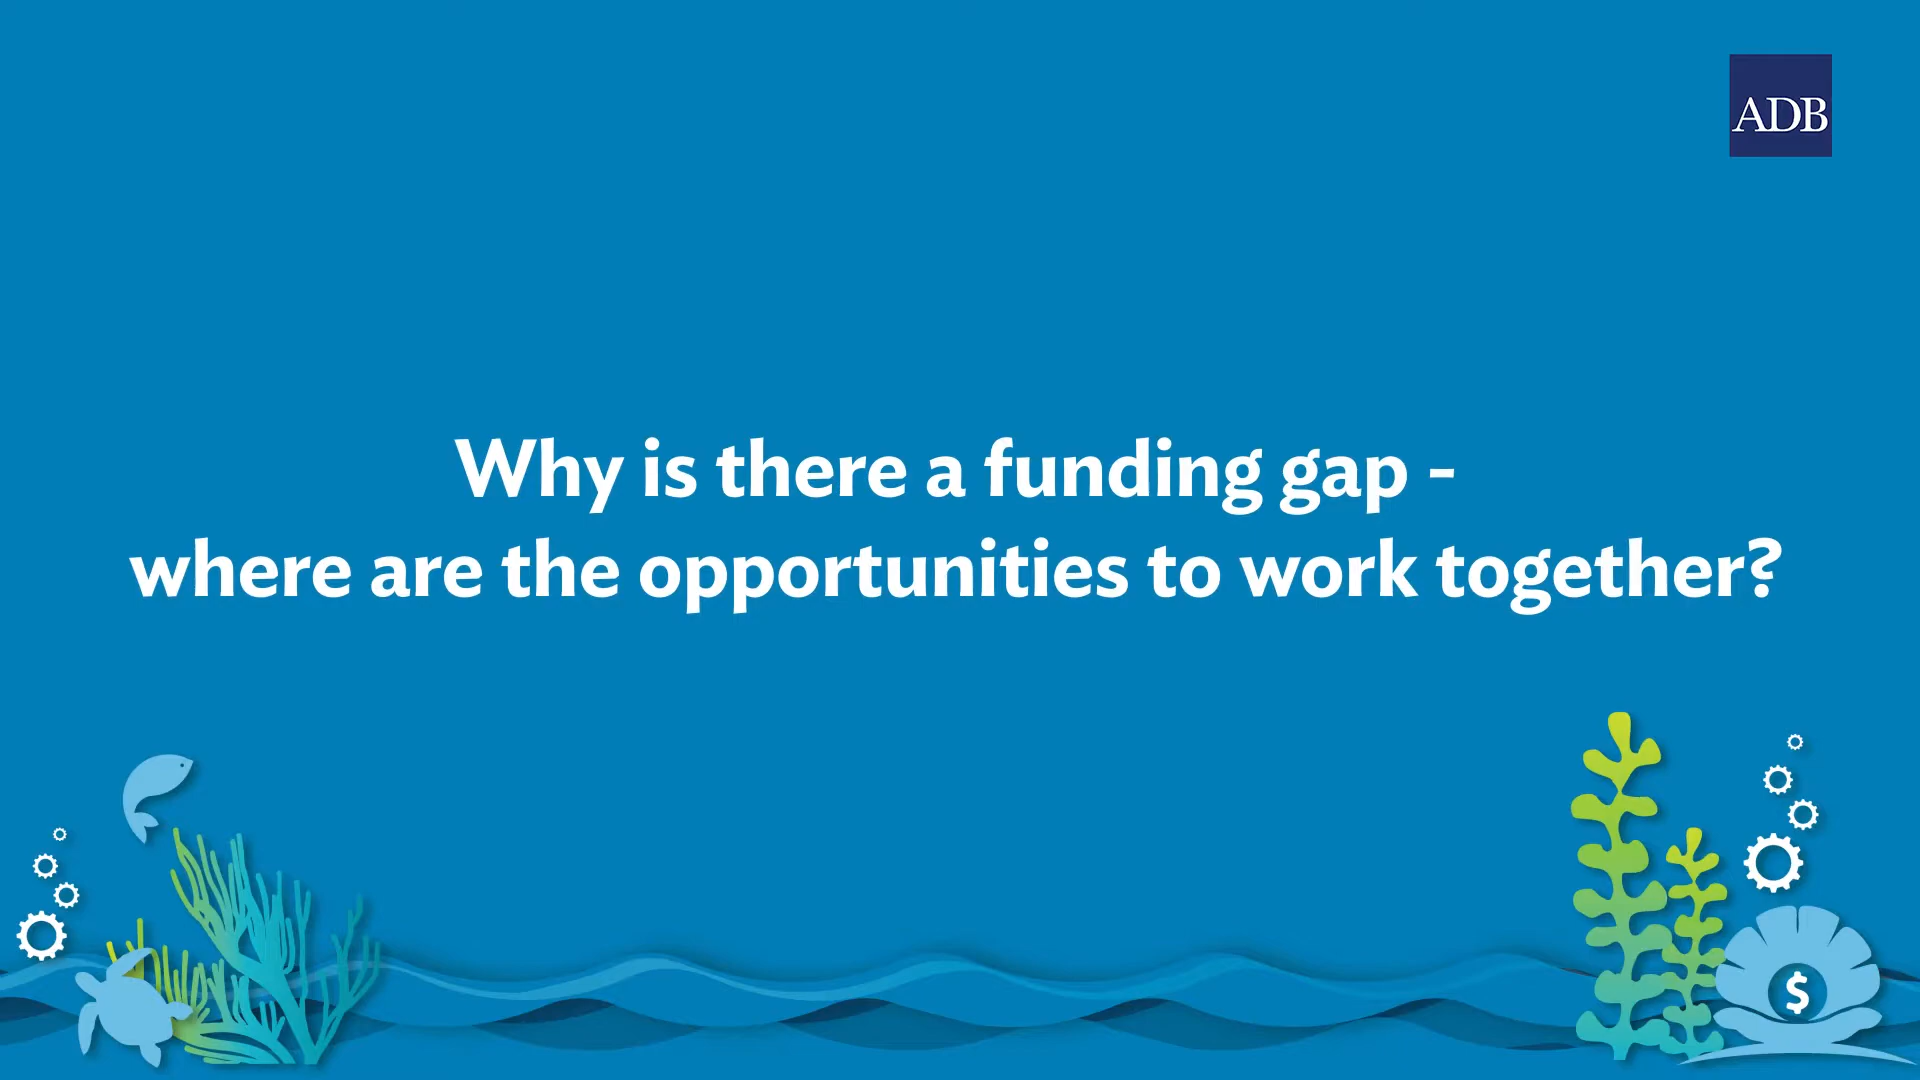 ADB
Why is there a funding gap -
where are the opportunities to work together?
$